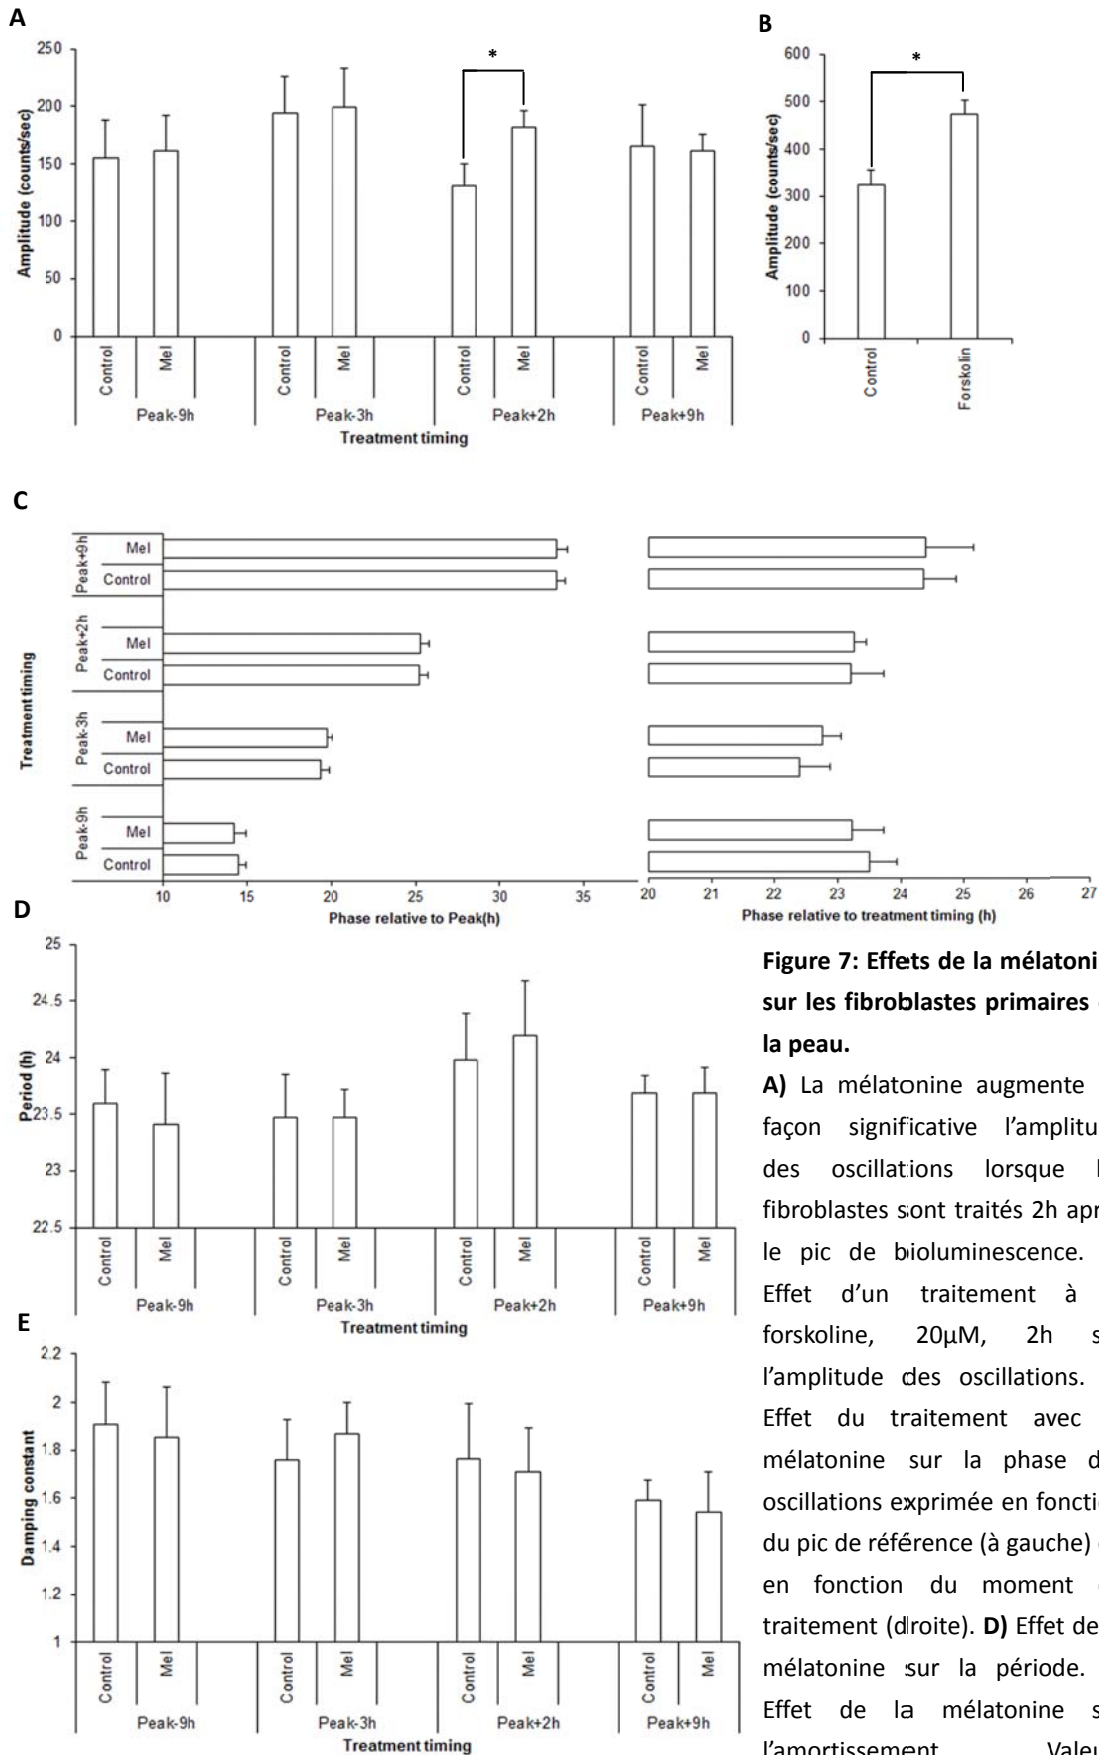 A
250
200
150
100
50
0
Amplitude (counts/sec)
*
Control
Mel
Control
Mel
Control
Mel
Control
Mel
Peak-9h
Peak-3h
Peak+2h
Peak+9h
Treatment timing
B
600
500
400
300
200
100
0
Amplitude (counts/sec)
*
Control
Forskolin
C
Treatment timing
Peak+9h
Mel
Control
Peak+2h
Mel
Control
Peak-3h
Mel
Control
Peak-9h
Mel
Control
10 15 20 25 30 35
Phase relative to Peak(h)
20 21 22 23 24 25 26 27
Phase relative to treatment timing (h)
D
25
24.5
24
23.5
23
22.5
Period (h)
Control
Mel
Control
Mel
Control
Mel
Control
Mel
Peak-9h
Peak-3h
Peak+2h
Peak+9h
Treatment timing
E
2.2
2
1.8
1.6
1.4
1.2
1
Damping constant
Control
Mel
Control
Mel
Control
Mel
Control
Mel
Peak-9h
Peak-3h
Peak+2h
Peak+9h
Treatment timing
Figure 7: Effets de la mélatoni
sur les fibroblastes primaires
la peau.
A) La mélatonine augmente
façon significative l'amplitu
des oscillations lorsque
fibroblastes sont traités 2h apr
le pic de bioluminescence.
Effet d'un traitement à
forskoline, 20µM, 2h s
l'amplitude des oscillations.
Effet du traitement avec
mélatonine sur la phase d
oscillations exprimée en foncti
du pic de référence (à gauche)
en fonction du moment
traitement (droite). D) Effet de
mélatonine sur la période.
Effet de la mélatonine s
l'amortissement. Valeu